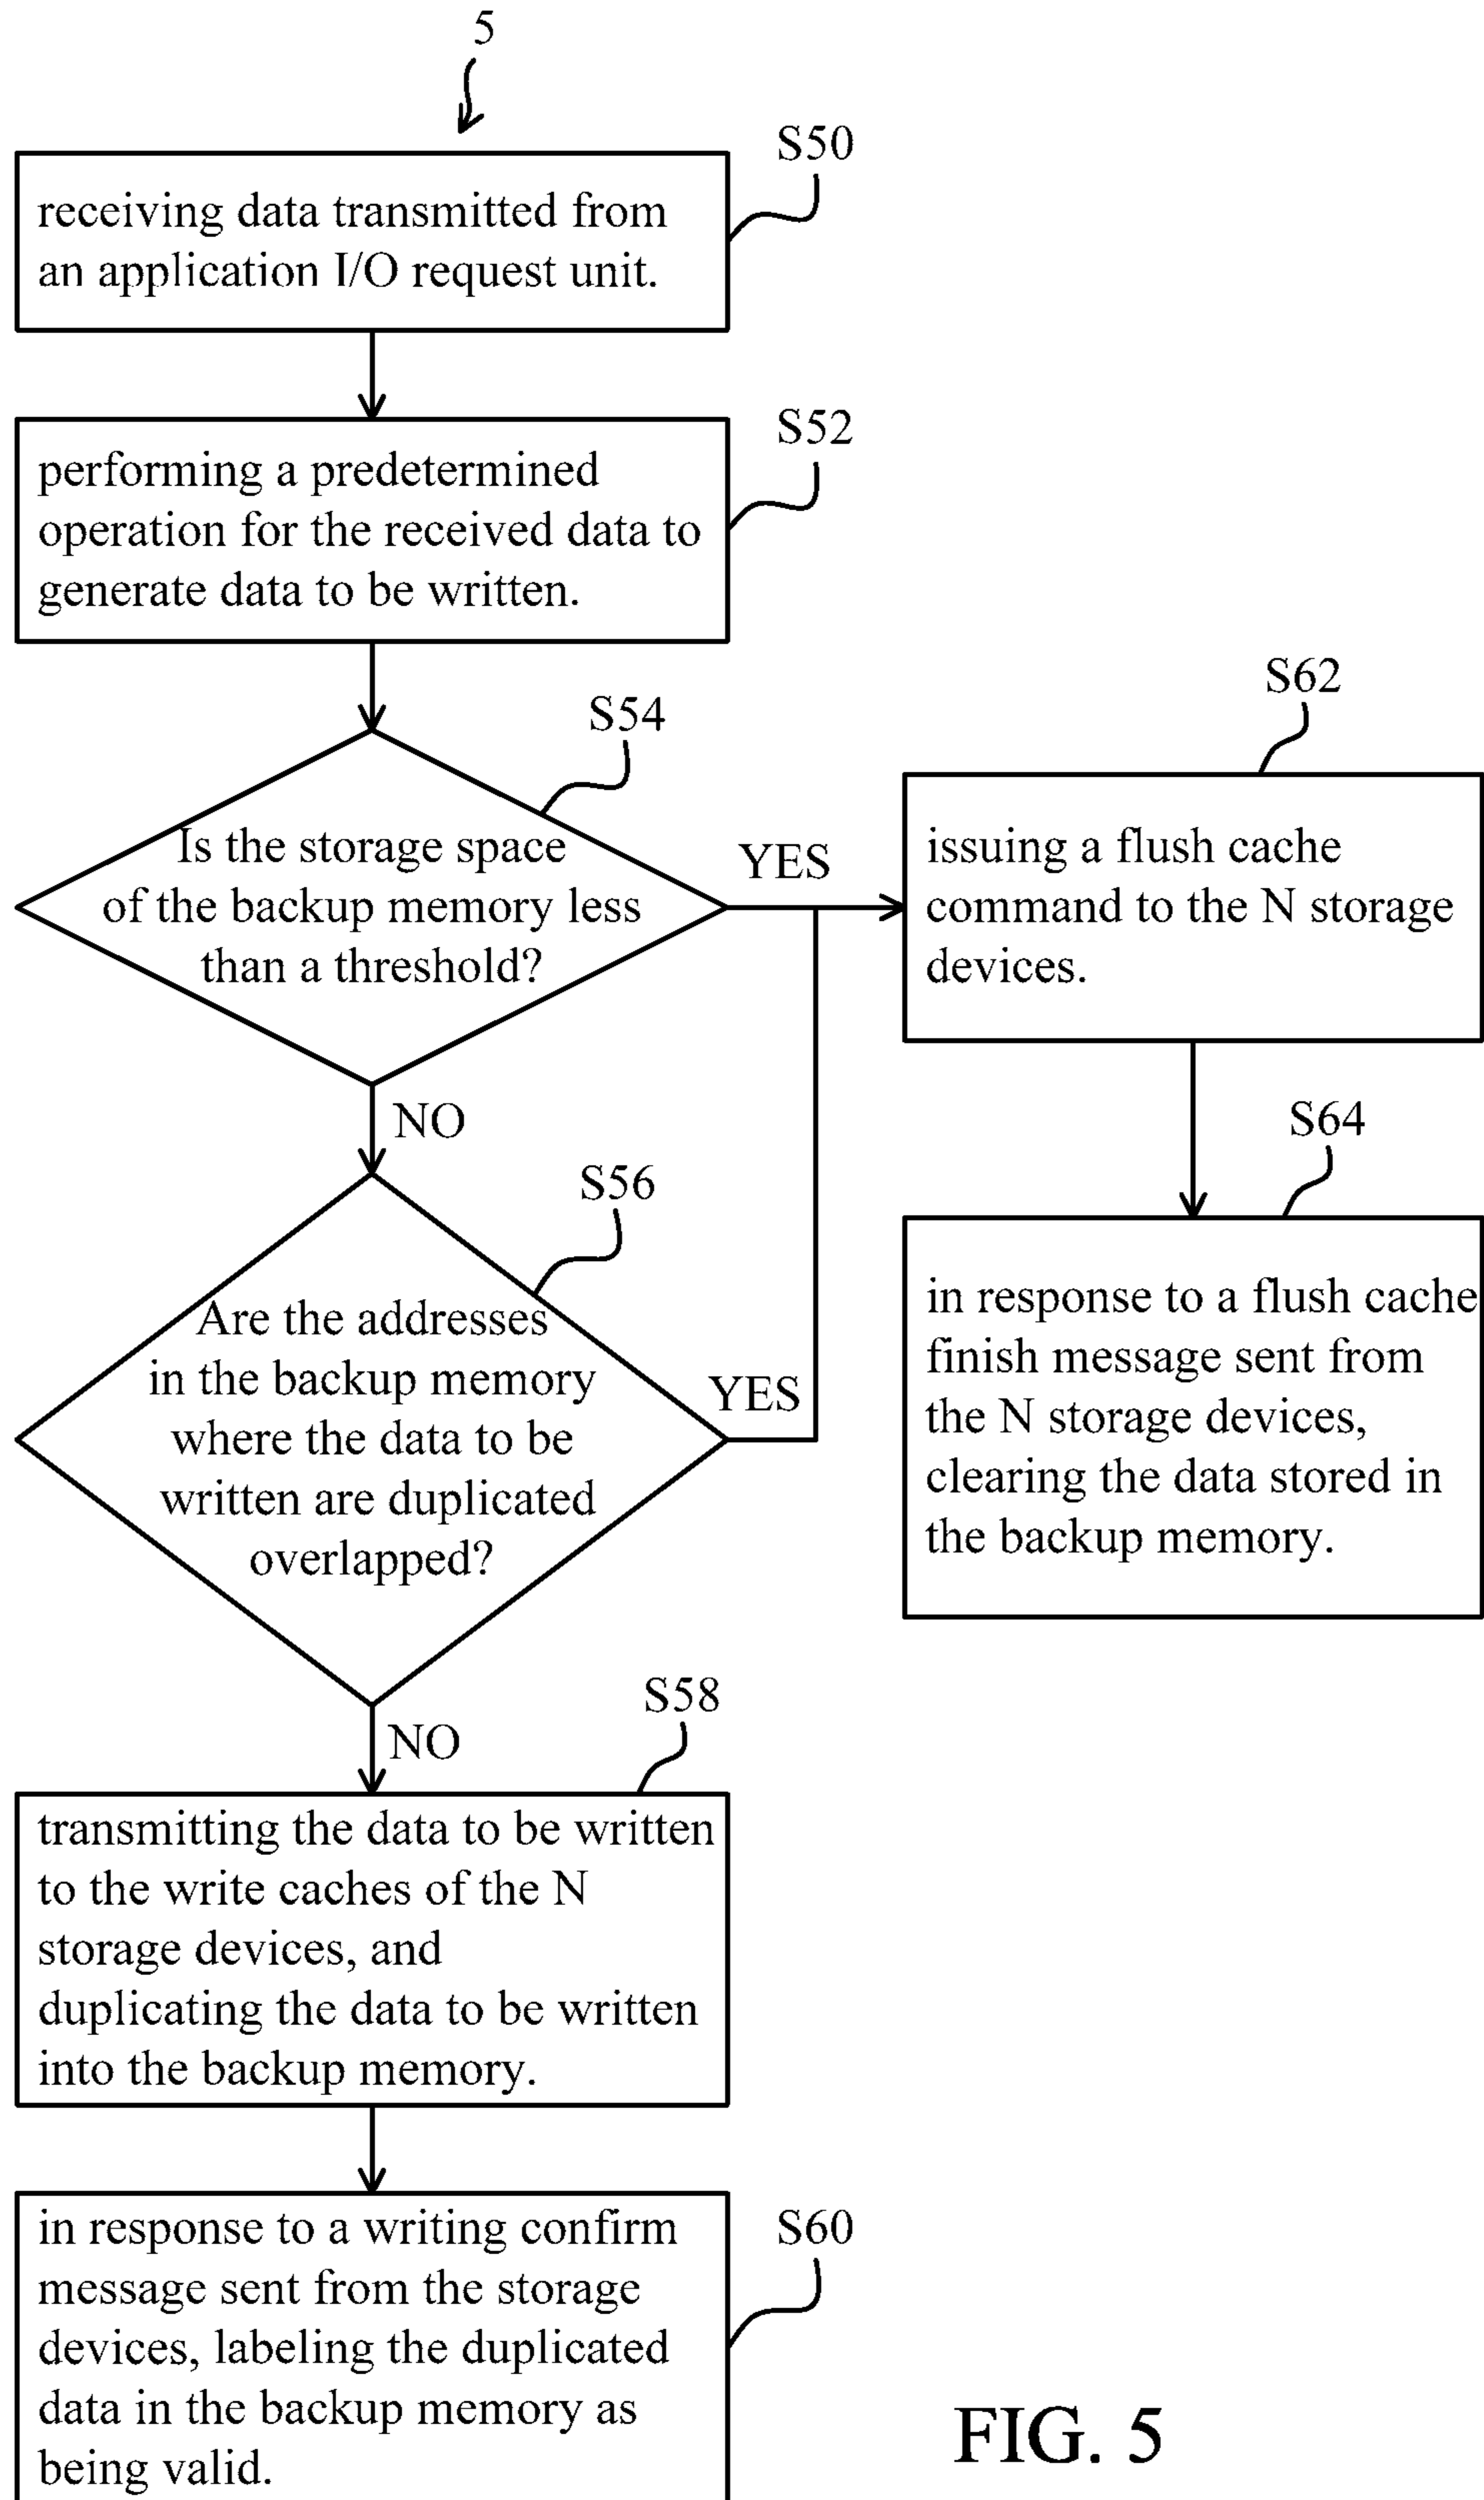 5
S50
receiving data transmitted from
an application I/O request unit.
S52
performing a predetermined
operation for the received data to
generate data to be written.
S54
Is the storage space
of the backup memory less
than a threshold?
YES
NO
S62
issuing a flush cache
command to the N storage
devices.
S56
Are the addresses
in the backup memory
where the data to be
written are duplicated
overlapped?
YES
NO
S64
in response to a flush cache
finish message sent from
the N storage devices,
clearing the data stored in
the backup memory.
S58
transmitting the data to be written
to the write caches of the N
storage devices, and
duplicating the data to be written
into the backup memory.
S60
in response to a writing confirm
message sent from the storage
devices, labeling the duplicated
data in the backup memory as
being valid.
FIG. 5